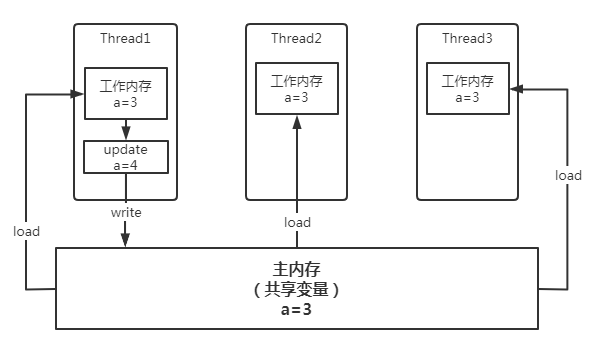 Thread1
工作内存
a=3
update
a=4
write
load
Thread2
工作内存
a=3
load
Thread3
工作内存
a=3
load
主内存
（共享变量）
a=3